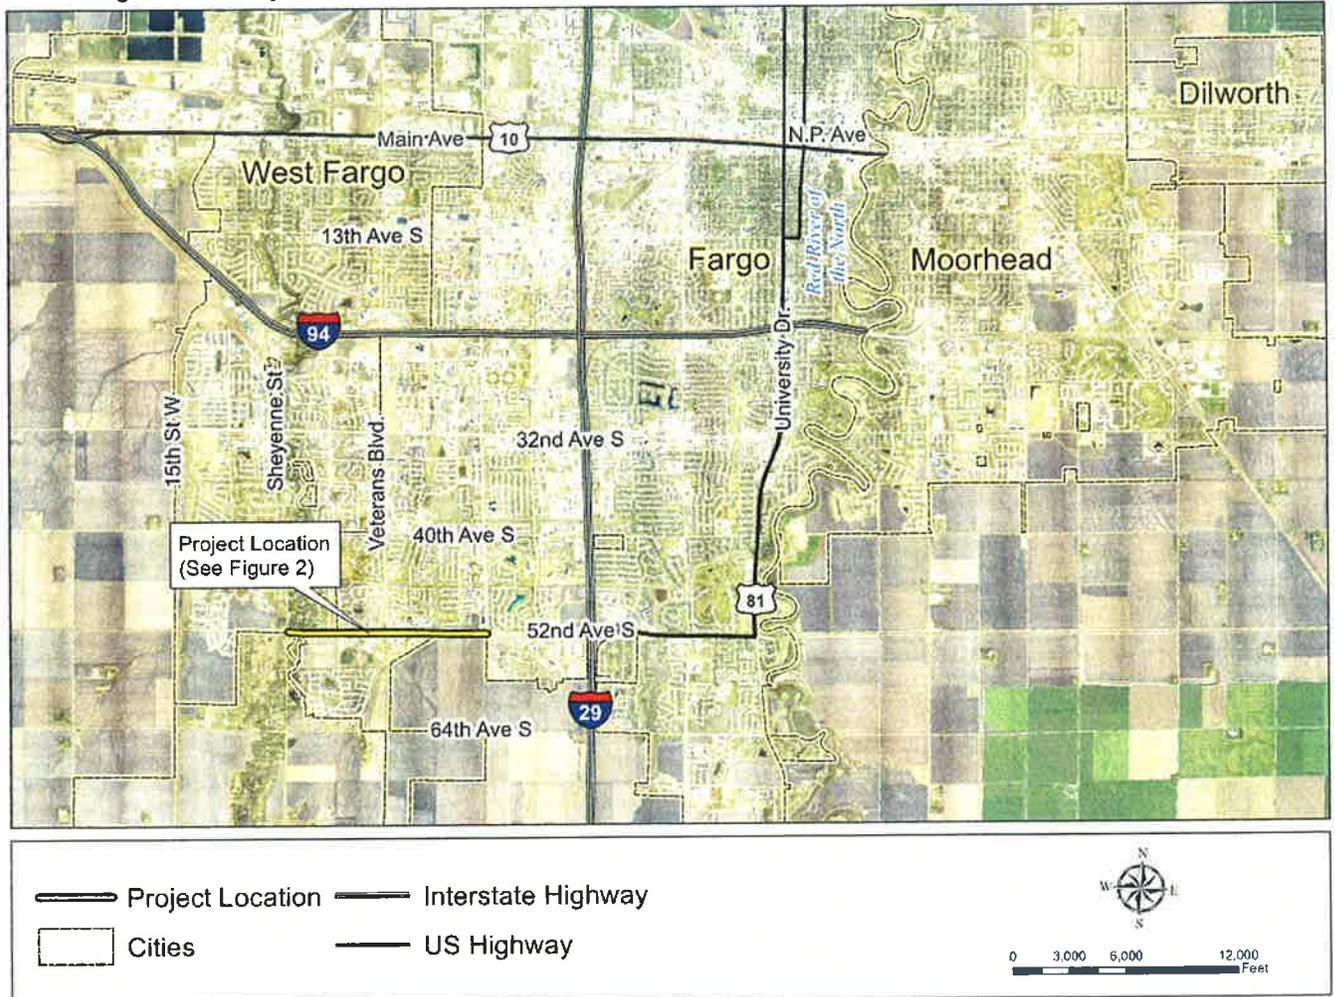 Dilworth
Main Ave
10
N.P. Ave
West Fargo
13th Ave S
Fargo
Red River of
the North
Moorhead
94
University Dr.
Sheyenne St
15th St W
Veterans Blvd.
32nd Ave S
40th Ave S
Project Location
(See Figure 2)
81
52nd Ave S
29
64th Ave S
Project Location
Interstate Highway
Cities
US Highway
N
W
E
S
0
3,000
6,000
12,000
Feet